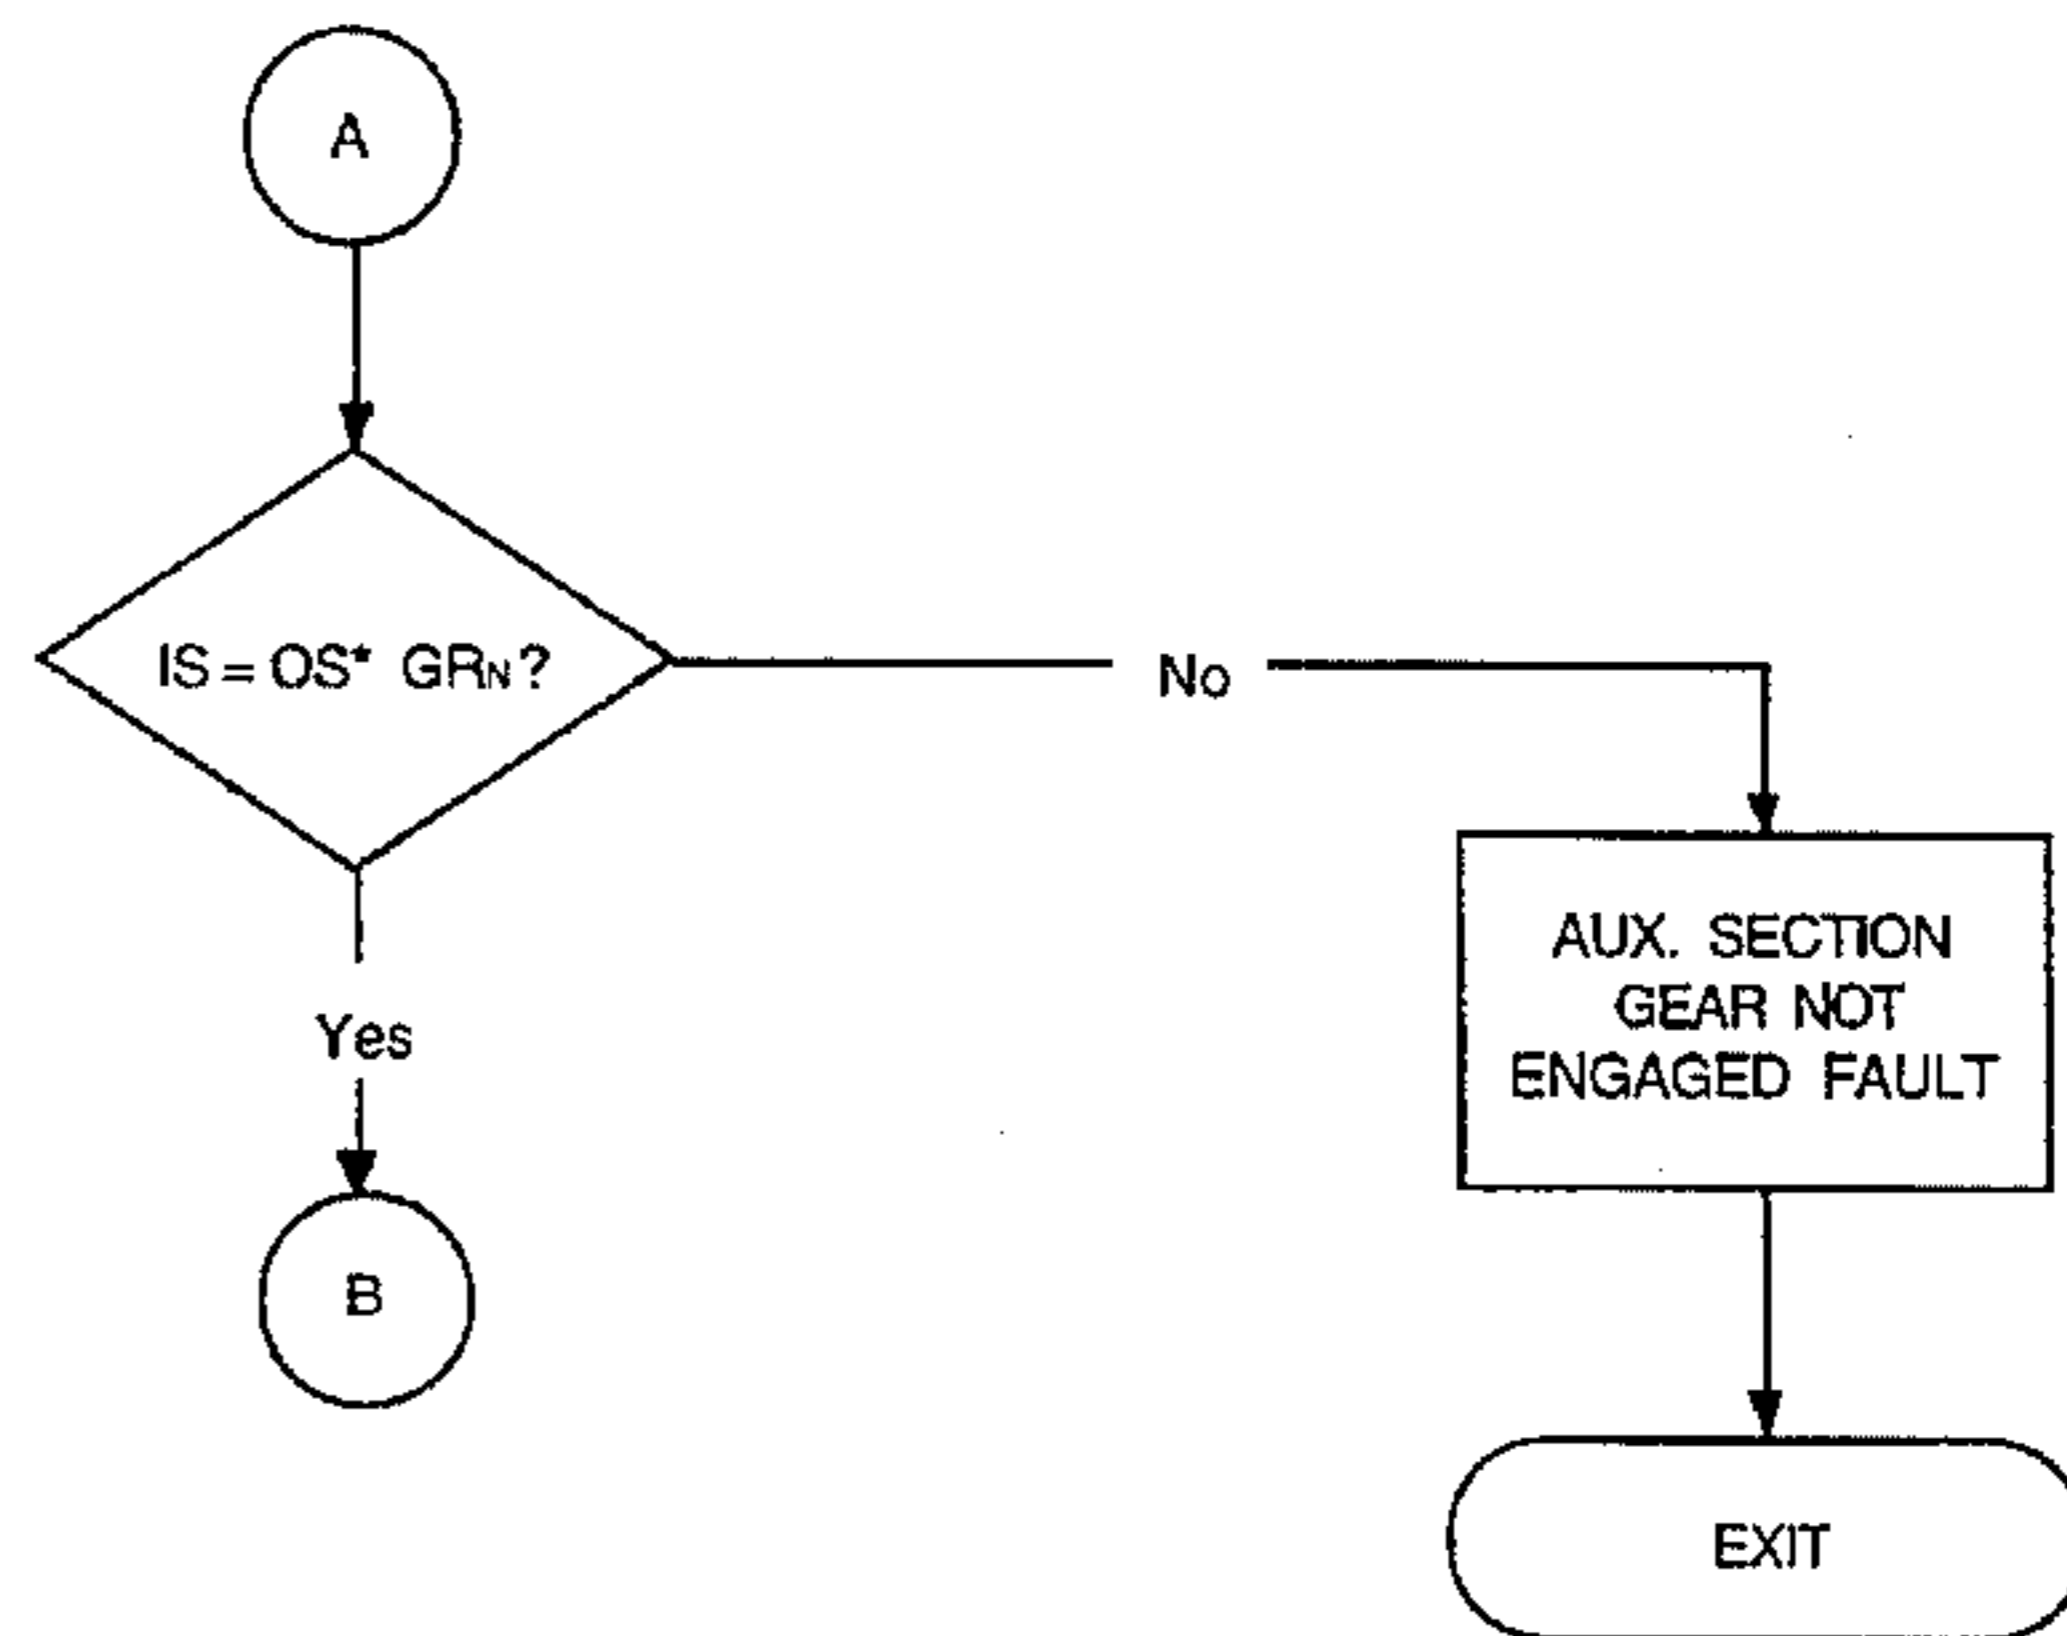 A
IS = OS* GRN?
No
AUX. SECTION
GEAR NOT
ENGAGED FAULT
Yes
B
EXIT